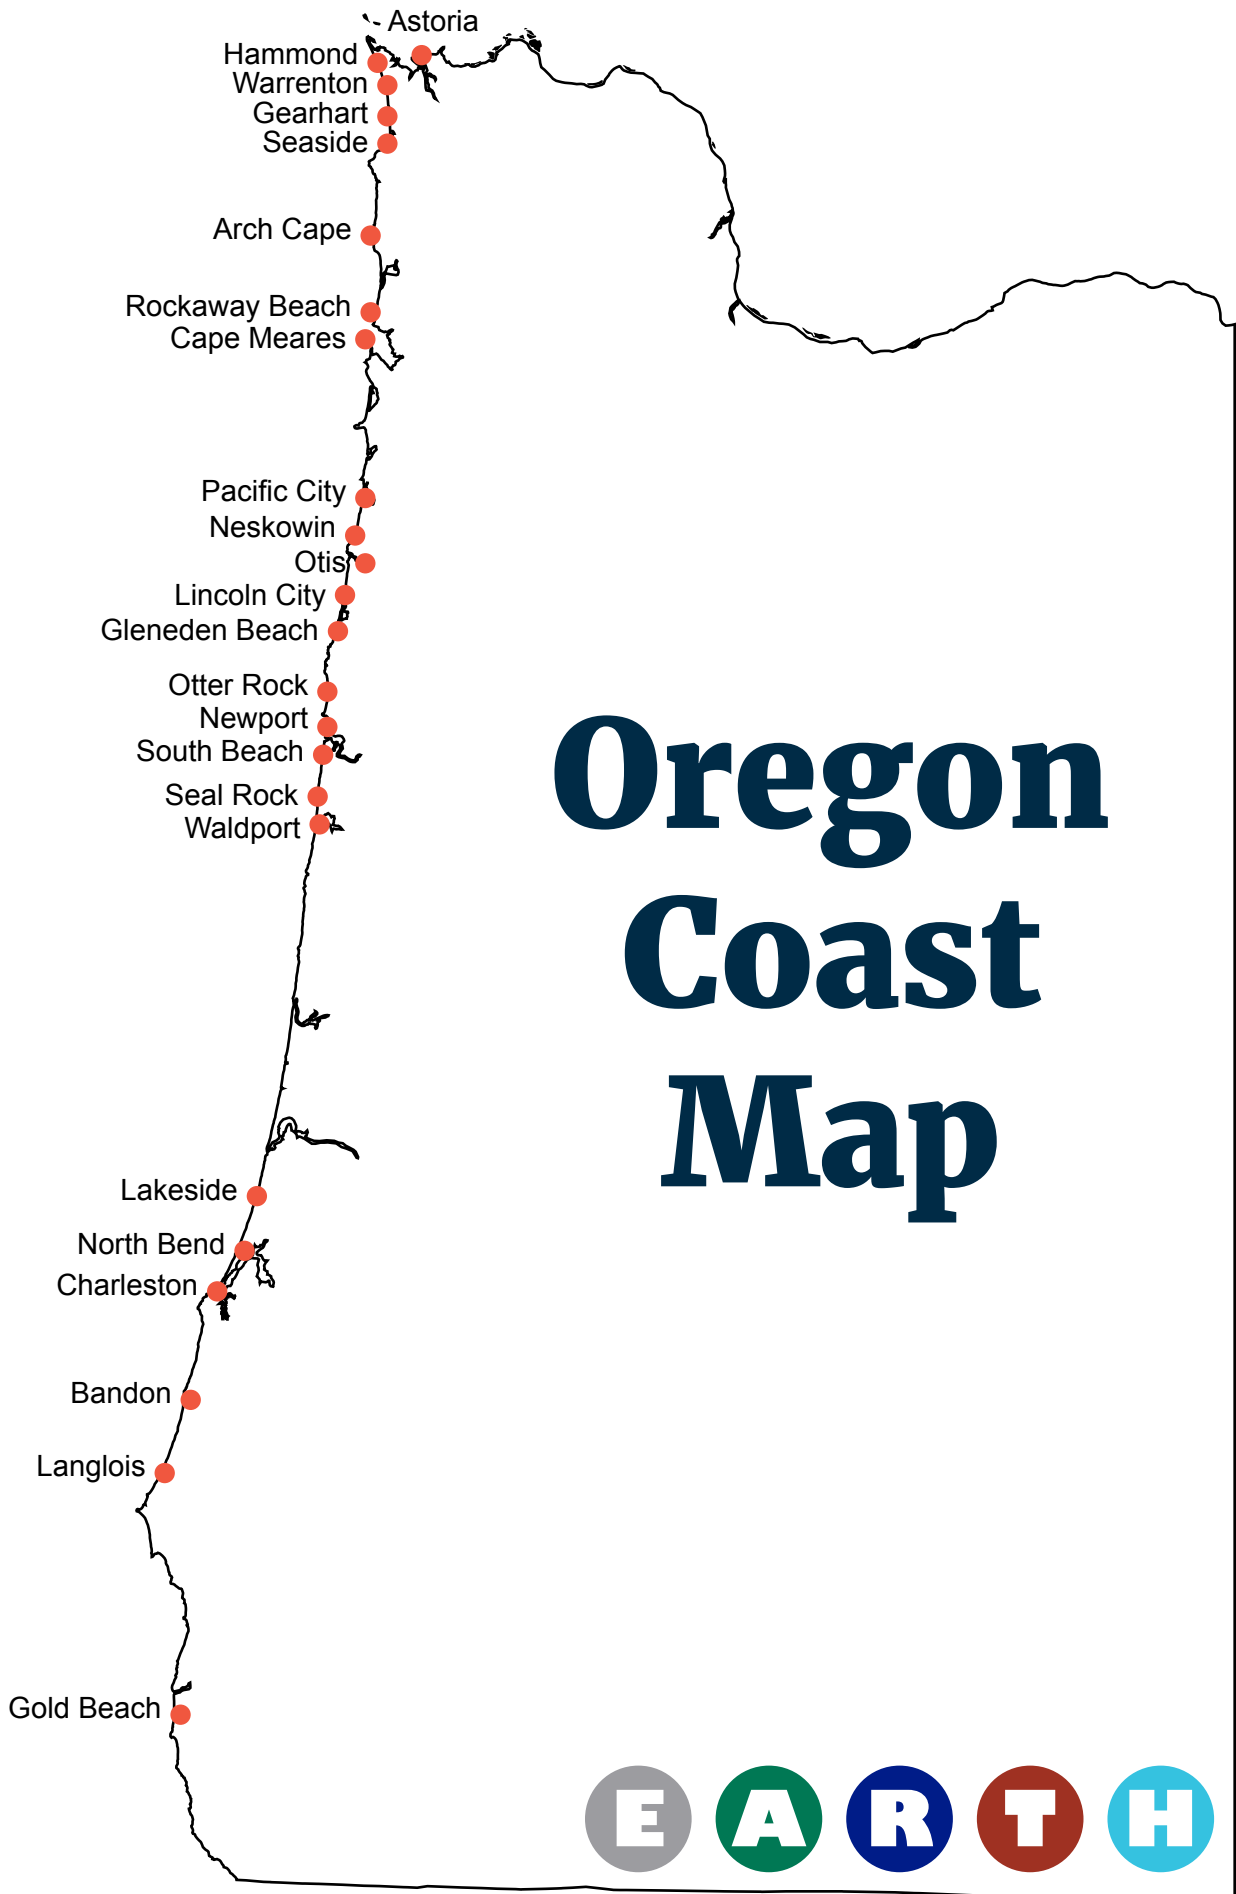 Astoria
Hammond
Warrenton
Gearhart
Seaside
Arch Cape
Rockaway Beach
Cape Meares
Pacific City
Neskowin
Otis
Lincoln City
Gleneden Beach
Otter Rock
Newport
South Beach
Seal Rock
Waldport
Oregon
Coast
Map
Lakeside
North Bend
Charleston
Bandon
Langlois
Gold Beach
E A R T H